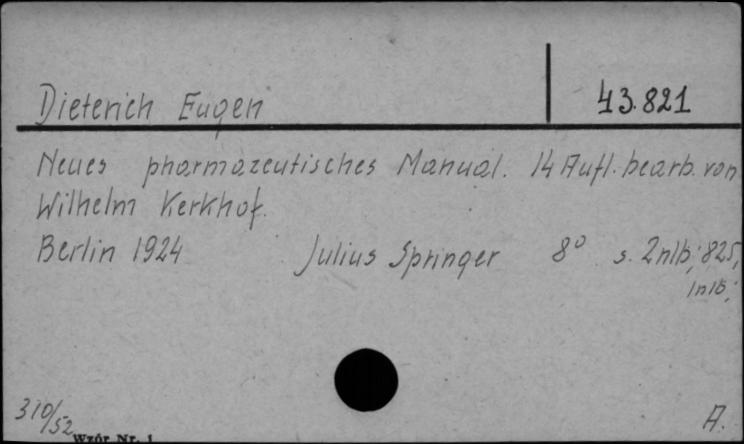 Dieterich Eugen 43.821
Neues pharmazeutisches Manual. 14 Aufl. bearb. von
Wilhelm Kerkhof.
Berlin 1924 Julius Springer 8° s. 2nlb; 825,
1nlb;
310/52 A.
Wzór Nr. 1